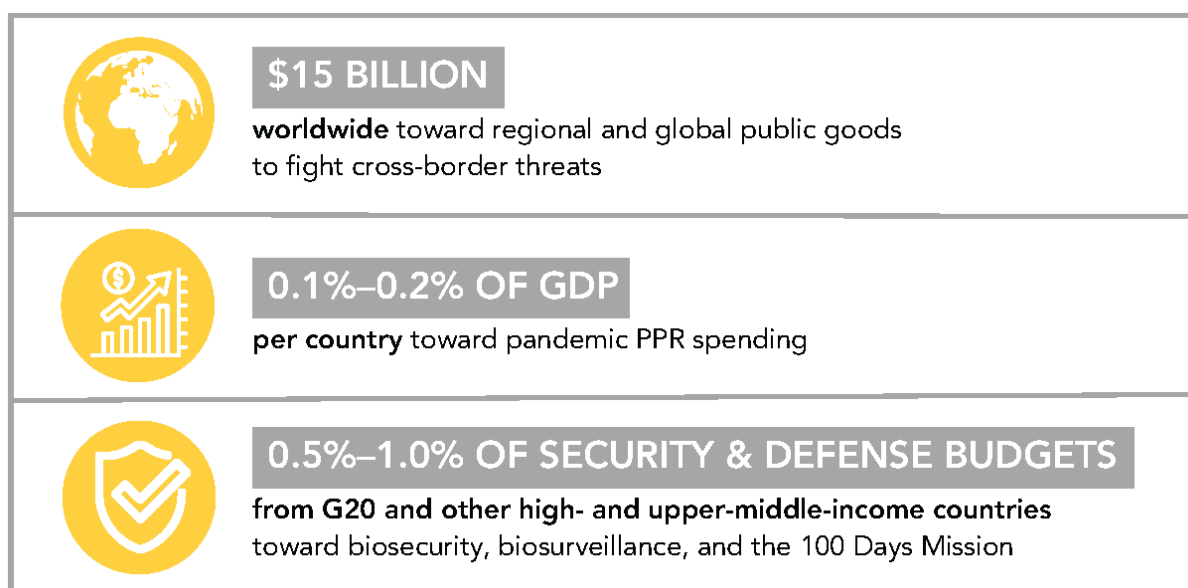 $15 BILLION
worldwide toward regional and global public goods
to fight cross-border threats
$
0.1%–0.2% OF GDP
per country toward pandemic PPR spending
0.5%–1.0% OF SECURITY & DEFENSE BUDGETS
from G20 and other high- and upper-middle-income countries
toward biosecurity, biosurveillance, and the 100 Days Mission